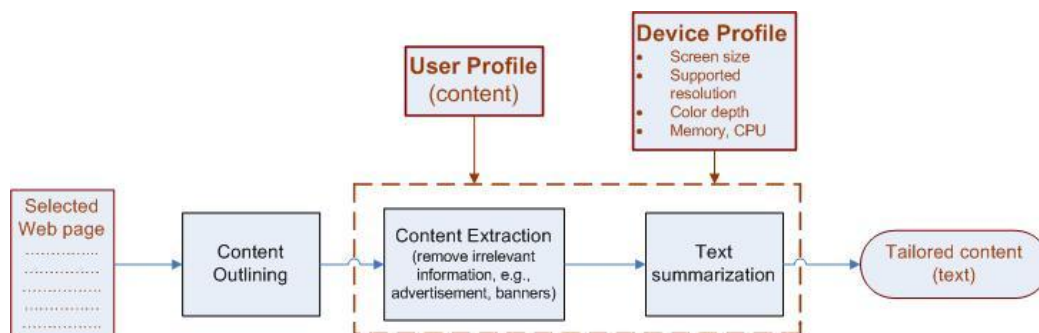 User Profile
(content)
Device Profile
• Screen size
• Supported
resolution
• Color depth
• Memory, CPU
Selected
Web page
......................
......................
......................
......................
......................
Content
Outlining
Content Extraction
(remove irrelevant
information, e.g.,
advertisement, banners)
Text
summarization
Tailored content
(text)